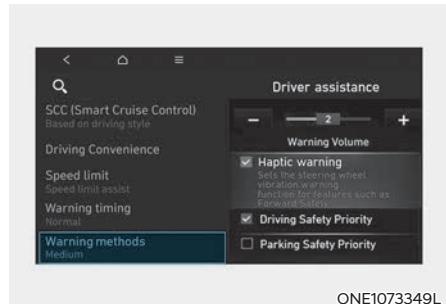 Driver assistance
SCC (Smart Cruise Control)
Based on driving style
Driving Convenience
Speed limit
Speed limit assist
Warning timing
Normal
Warning methods
Medium
− 2 +
Warning Volume
Haptic warning
Sets the steering wheel
vibration warning
function for features such as
Forward Safety.
Driving Safety Priority
Parking Safety Priority
ONE1073349L